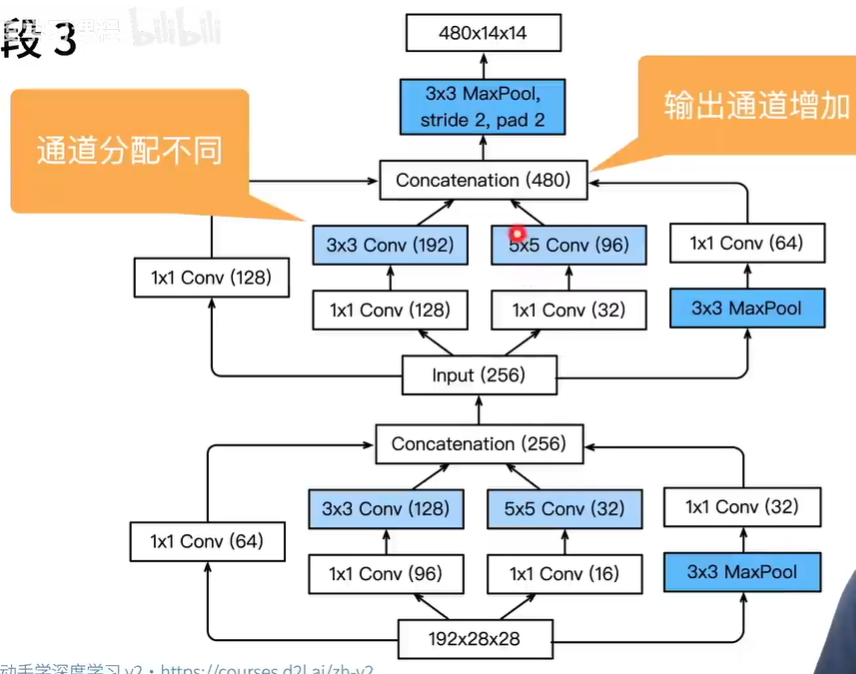 段 3
bilibili
480x14x14
3x3 MaxPool,
stride 2, pad 2
输出通道增加
通道分配不同
Concatenation (480)
3x3 Conv (192)
5x5 Conv (96)
1x1 Conv (64)
1x1 Conv (128)
1x1 Conv (128)
1x1 Conv (32)
3x3 MaxPool
Input (256)
Concatenation (256)
3x3 Conv (128)
5x5 Conv (32)
1x1 Conv (32)
1x1 Conv (64)
1x1 Conv (96)
1x1 Conv (16)
3x3 MaxPool
192x28x28
动手学深度学习 v2 · https://courses.d2l.ai/zh-v2